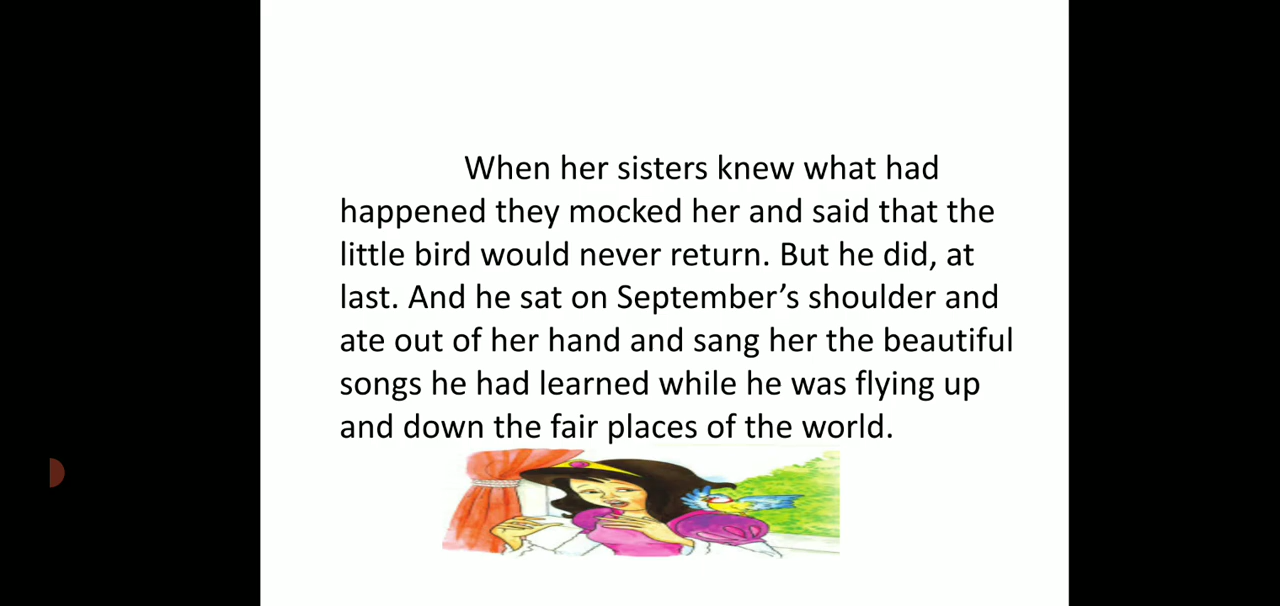 When her sisters knew what had
happened they mocked her and said that the
little bird would never return. But he did, at
last. And he sat on September’s shoulder and
ate out of her hand and sang her the beautiful
songs he had learned while he was flying up
and down the fair places of the world.